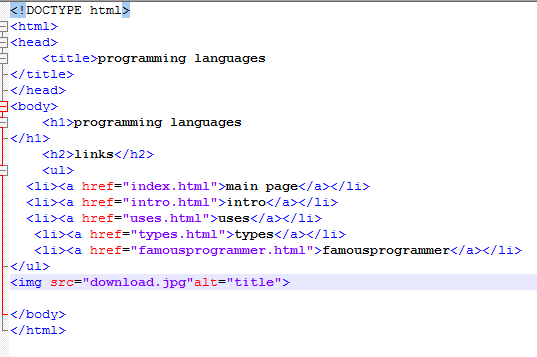 <!DOCTYPE html>
<html>
<head>
    <title>programming languages
</title>
</head>
<body>
    <h1>programming languages
</h1>
    <h2>links</h2>
    <ul>
  <li><a href="index.html">main page</a></li>
  <li><a href="intro.html">intro</a></li>
  <li><a href="uses.html">uses</a></li>
   <li><a href="types.html">types</a></li>
   <li><a href="famousprogrammer.html">famousprogrammer</a></li>
</ul>
<img src="download.jpg"alt="title">

</body>
</html>